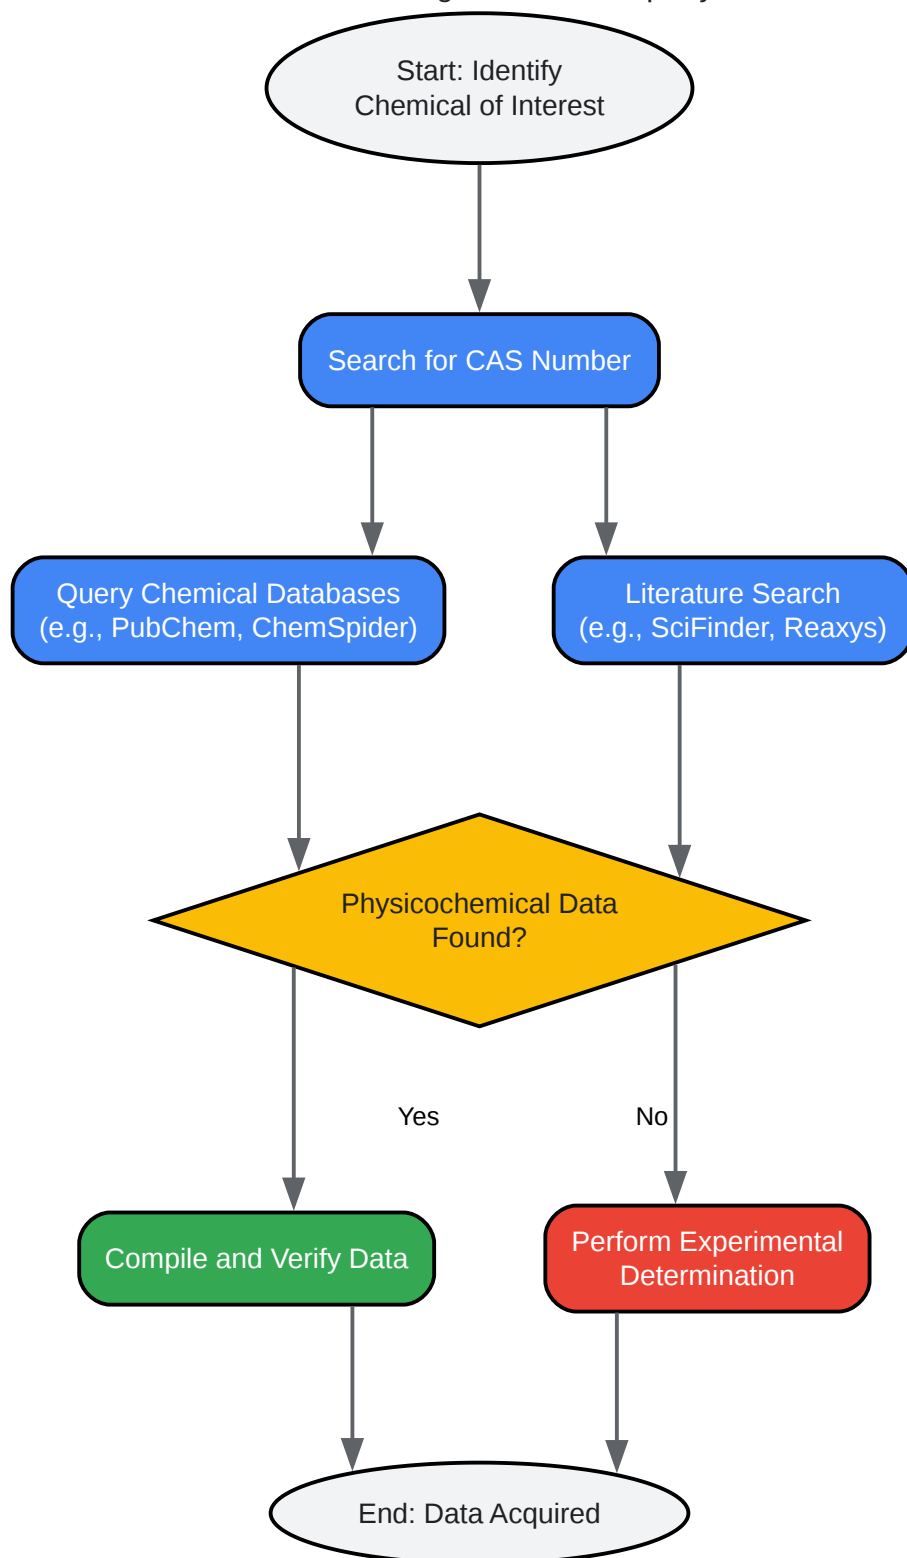 Start: Identify
Chemical of Interest
Search for CAS Number
Query Chemical Databases
(e.g., PubChem, ChemSpider)
Literature Search
(e.g., SciFinder, Reaxys)
Physicochemical Data
Found?
Yes
No
Compile and Verify Data
Perform Experimental
Determination
End: Data Acquired